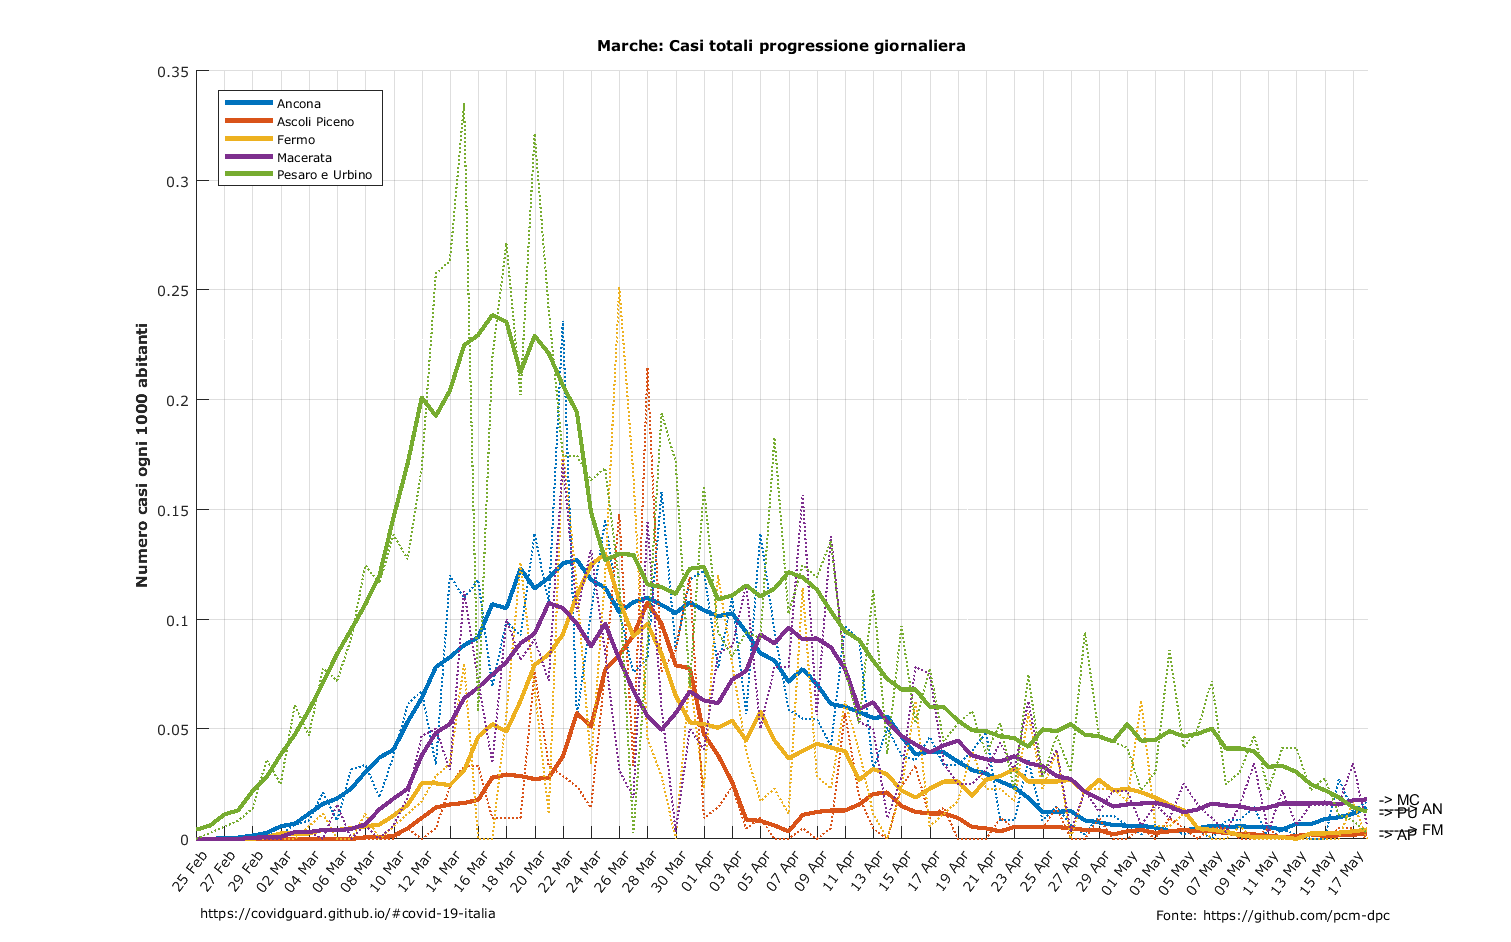 Marche: Casi totali progressione giornaliera
0.35
0.3
0.25
0.2
0.15
0.1
0.05
0
Numero casi ogni 1000 abitanti
Ancona
Ascoli Piceno
Fermo
Macerata
Pesaro e Urbino
-> MC
-----> AN
-> PU
-----> FM
-> AP
25 Feb
27 Feb
29 Feb
02 Mar
04 Mar
06 Mar
08 Mar
10 Mar
12 Mar
14 Mar
16 Mar
18 Mar
20 Mar
22 Mar
24 Mar
26 Mar
28 Mar
30 Mar
01 Apr
03 Apr
05 Apr
07 Apr
09 Apr
11 Apr
13 Apr
15 Apr
17 Apr
19 Apr
21 Apr
23 Apr
25 Apr
27 Apr
29 Apr
01 May
03 May
05 May
07 May
09 May
11 May
13 May
15 May
17 May
https://covidguard.github.io/#covid-19-italia
Fonte: https://github.com/pcm-dpc